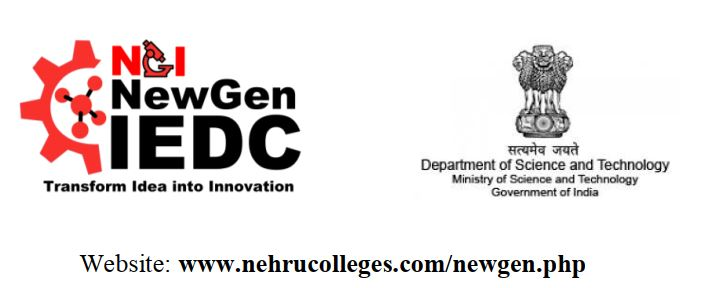 NGI
NewGen
IEDC
Transform Idea into Innovation
सत्यमेव जयते
Department of Science and Technology
Ministry of Science and Technology
Government of India
Website: www.nehrucolleges.com/newgen.php